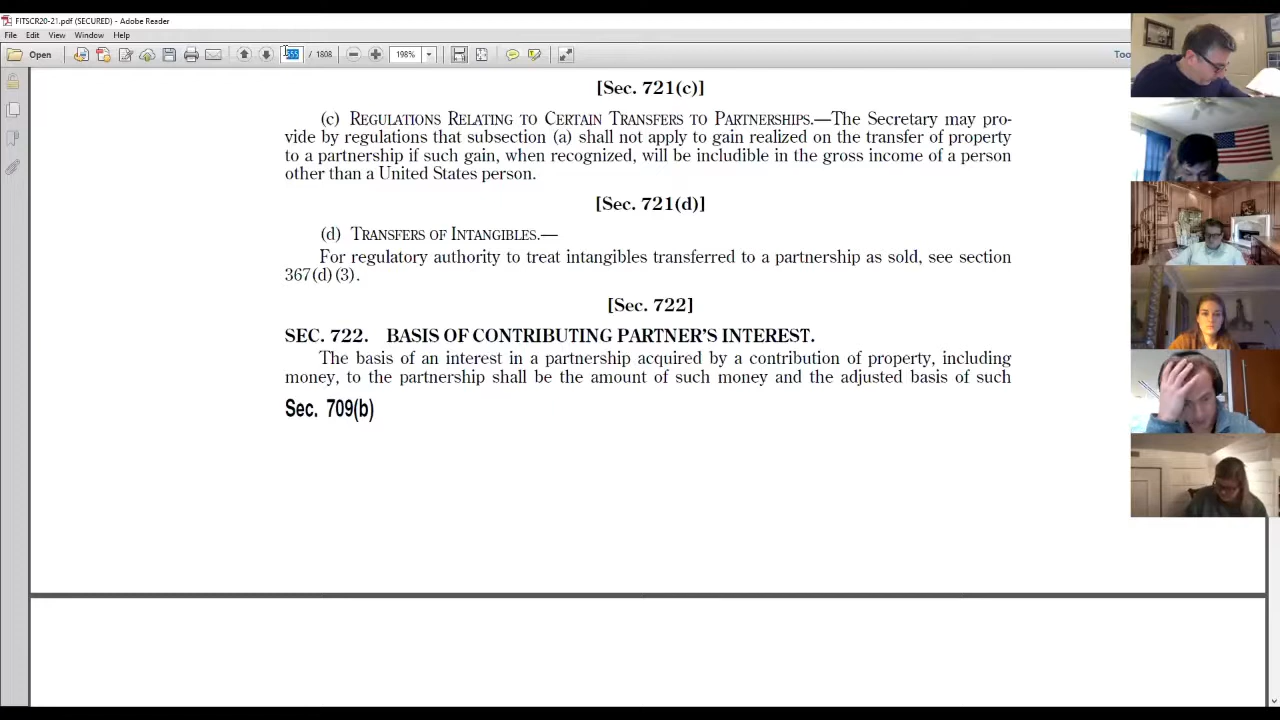 FITSCR20-21.pdf (SECURED) - Adobe Reader
File Edit View Window Help
Open / 1808 198% Too
[Sec. 721(c)]
(c) REGULATIONS RELATING TO CERTAIN TRANSFERS TO PARTNERSHIPS.—The Secretary may pro-
vide by regulations that subsection (a) shall not apply to gain realized on the transfer of property
to a partnership if such gain, when recognized, will be includible in the gross income of a person
other than a United States person.
[Sec. 721(d)]
(d) TRANSFERS OF INTANGIBLES.—
For regulatory authority to treat intangibles transferred to a partnership as sold, see section
367(d)(3).
[Sec. 722]
SEC. 722. BASIS OF CONTRIBUTING PARTNER'S INTEREST.
The basis of an interest in a partnership acquired by a contribution of property, including
money, to the partnership shall be the amount of such money and the adjusted basis of such
Sec. 709(b)